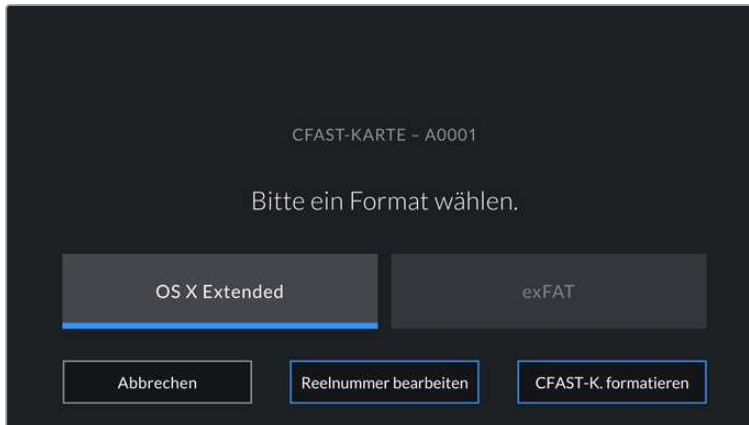 CFAST-KARTE – A0001
Bitte ein Format wählen.
OS X Extended
exFAT
Abbrechen
Reelnummer bearbeiten
CFAST-K. formatieren